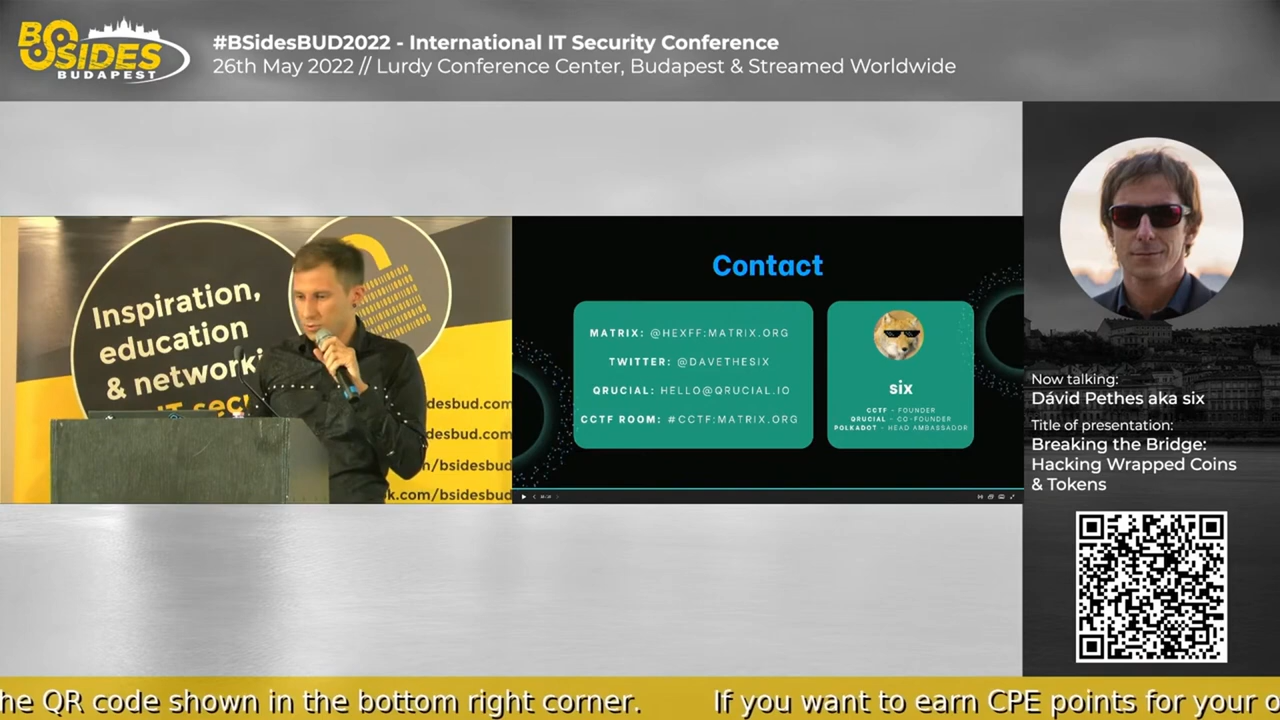 BSIDES
BUDAPEST
#BSidesBUD2022 - International IT Security Conference
26th May 2022 // Lurdy Conference Center, Budapest & Streamed Worldwide
Inspiration,
education
& networki
IT sec
desbud.com
desbud.com
n/bsidesbud
k.com/bsidesbud
Contact
MATRIX: @HEXFF:MATRIX.ORG
TWITTER: @DAVETHESIX
QRUCIAL: HELLO@QRUCIAL.IO
CCTF ROOM: #CCTF:MATRIX.ORG
six
CCTF - FOUNDER
QRUCIAL - CO-FOUNDER
POLKADOT - HEAD AMBASSADOR
Now talking:
Dávid Pethes aka six
Title of presentation:
Breaking the Bridge:
Hacking Wrapped Coins
& Tokens
he QR code shown in the bottom right corner. If you want to earn CPE points for your o